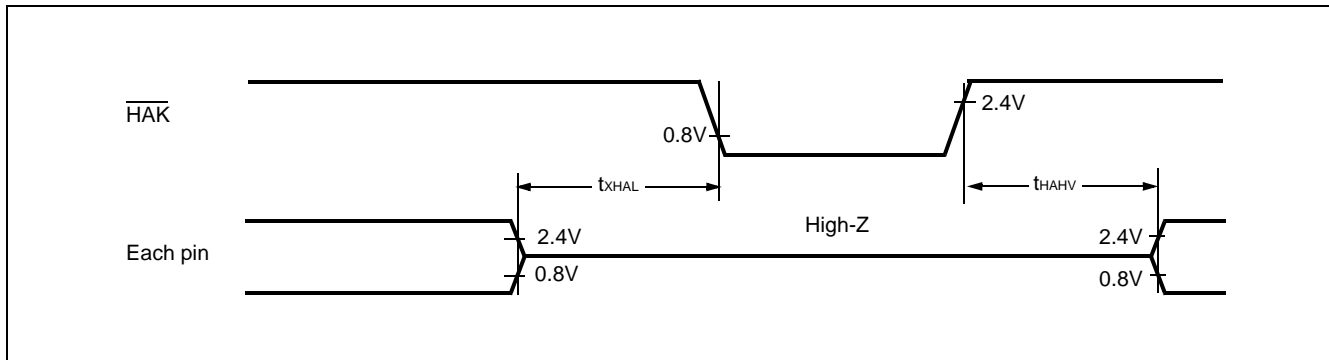 HAK
0.8V
2.4V
tXHAL
tHAHV
High-Z
Each pin
2.4V
0.8V
2.4V
0.8V